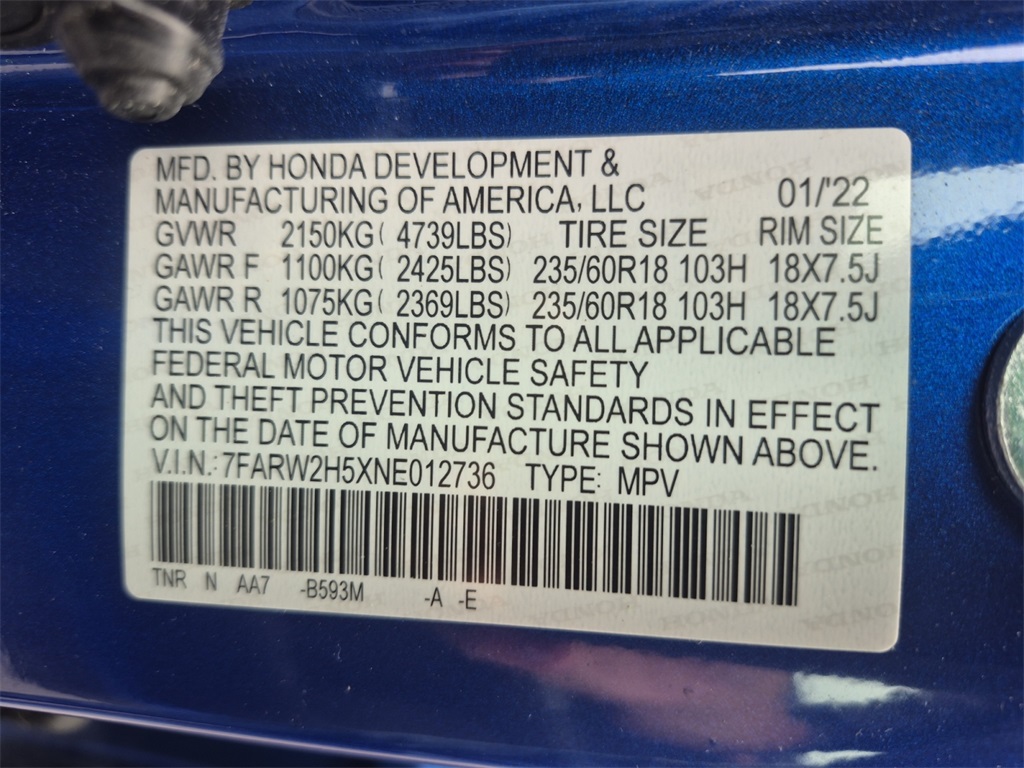 MFD. BY HONDA DEVELOPMENT &
MANUFACTURING OF AMERICA, LLC 01/'22
GVWR 2150KG( 4739LBS) TIRE SIZE RIM SIZE
GAWR F 1100KG( 2425LBS) 235/60R18 103H 18X7.5J
GAWR R 1075KG( 2369LBS) 235/60R18 103H 18X7.5J
THIS VEHICLE CONFORMS TO ALL APPLICABLE
FEDERAL MOTOR VEHICLE SAFETY
AND THEFT PREVENTION STANDARDS IN EFFECT
ON THE DATE OF MANUFACTURE SHOWN ABOVE.
V.I.N.: 7FARW2H5XNE012736 TYPE: MPV
TNR N AA7 -B593M -A -E